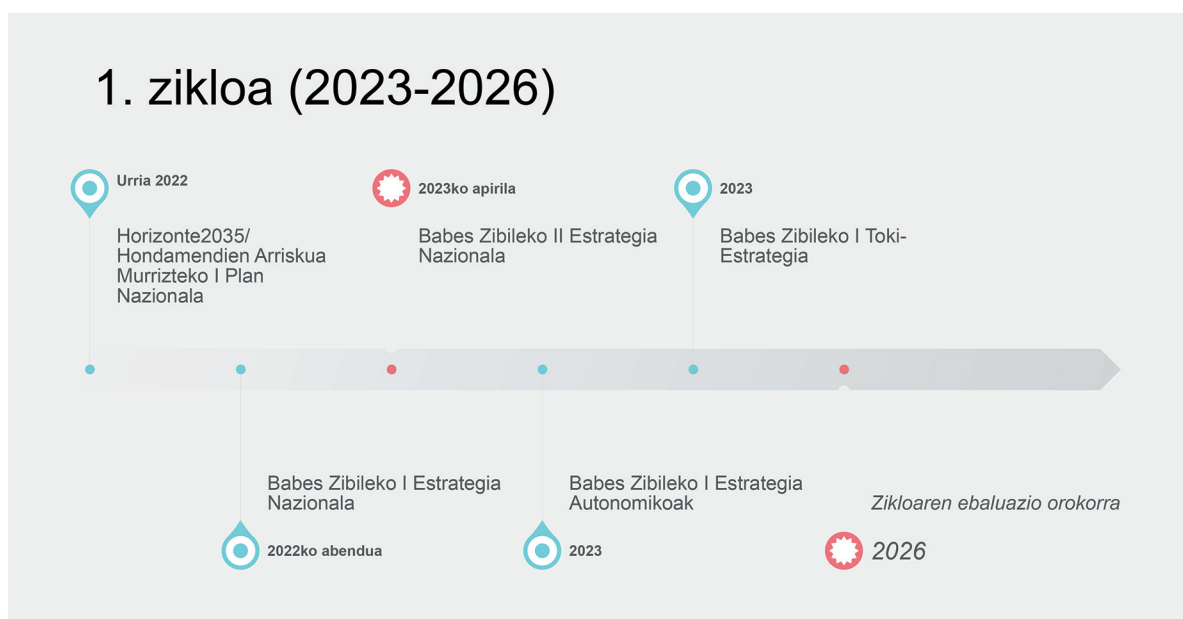 1. zikloa (2023-2026)
Urria 2022
Horizonte2035/
Hondamendien Arriskua
Murrizteko I Plan
Nazionala
2023ko apirila
Babes Zibileko II Estrategia
Nazionala
2023
Babes Zibileko I Toki-
Estrategia
Babes Zibileko I Estrategia
Nazionala
2022ko abendua
Babes Zibileko I Estrategia
Autonomikoak
2023
Zikloaren ebaluazio orokorra
2026